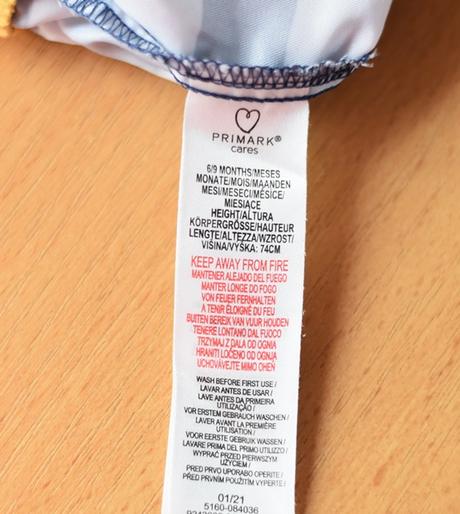 PRIMARK®
cares
6/9 MONTHS/MESES
MONATE/MOIS/MAANDEN
MESI/MESECI/MĚSÍCE/
MIESIĄCE
HEIGHT/ALTURA
KÖRPERGRÖSSE/HAUTEUR
LENGTE/ALTEZZA/WZROST/
VIŠINA/VÝŠKA: 74CM
KEEP AWAY FROM FIRE
MANTENER ALEJADO DEL FUEGO
MANTER LONGE DO FOGO
VON FEUER FERNHALTEN
À TENIR ÉLOIGNÉ DU FEU
BUITEN BEREIK VAN VUUR HOUDEN
TENERE LONTANO DAL FUOCO
TRZYMAJ Z DALA OD OGNIA
HRANITI LOČENO OD OGNJA
UCHOVÁVEJTE MIMO OHEŇ
WASH BEFORE FIRST USE /
LAVAR ANTES DE USAR /
LAVE ANTES DA PRIMEIRA
UTILIZAÇÃO /
VOR ERSTEM GEBRAUCH WASCHEN /
LAVER AVANT LA PREMIÈRE
UTILISATION /
VOOR EERSTE GEBRUIK WASSEN /
LAVARE PRIMA DEL PRIMO UTILIZZO /
WYPRAĆ PRZED PIERWSZYM
UŻYCIEM /
PRED PRVO UPORABO OPERITE /
PŘED PRVNÍM POUŽITÍM VYPERTE /
01/21
5160-084036